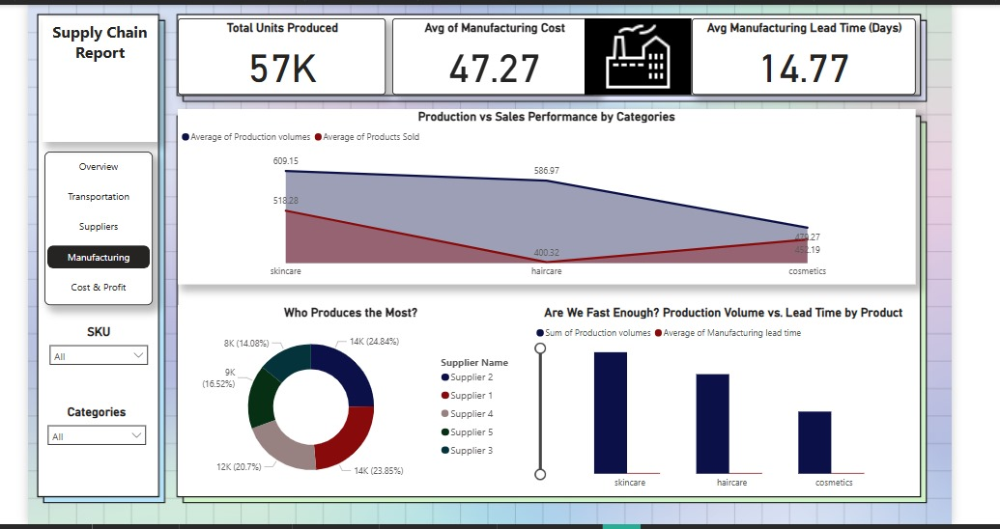 Supply Chain
Report
Total Units Produced
57K
Avg of Manufacturing Cost
47.27
Avg Manufacturing Lead Time (Days)
14.77
Overview
Transportation
Suppliers
Manufacturing
Cost & Profit
SKU
All
Categories
All
Production vs Sales Performance by Categories
Average of Production volumes Average of Products Sold
609.15
586.97
518.28
400.32
479.27
452.19
skincare haircare cosmetics
Who Produces the Most?
8K (14.08%)
14K (24.84%)
9K
(16.52%)
12K (20.7%)
14K (23.85%)
Supplier Name
Supplier 2
Supplier 1
Supplier 4
Supplier 5
Supplier 3
Are We Fast Enough? Production Volume vs. Lead Time by Product
Sum of Production volumes Average of Manufacturing lead time
skincare haircare cosmetics